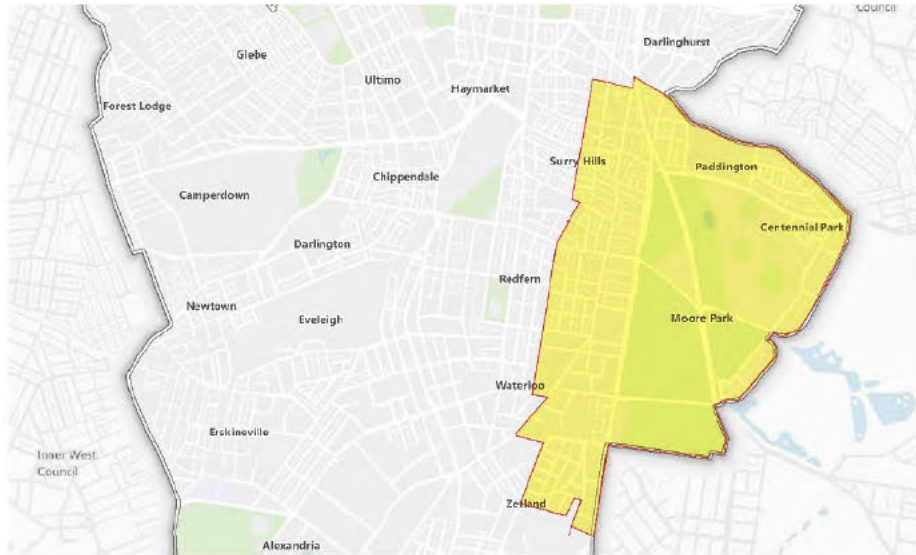 Council
Darlinghurst
Glebe
Ultimo
Haymarket
Forest Lodge
Surry Hills
Paddington
Chippendale
Camperdown
Centennial Park
Darlington
Redfern
Newtown
Eveleigh
Moore Park
Waterloo
Erskineville
Inner West
Council
Zetland
Alexandria